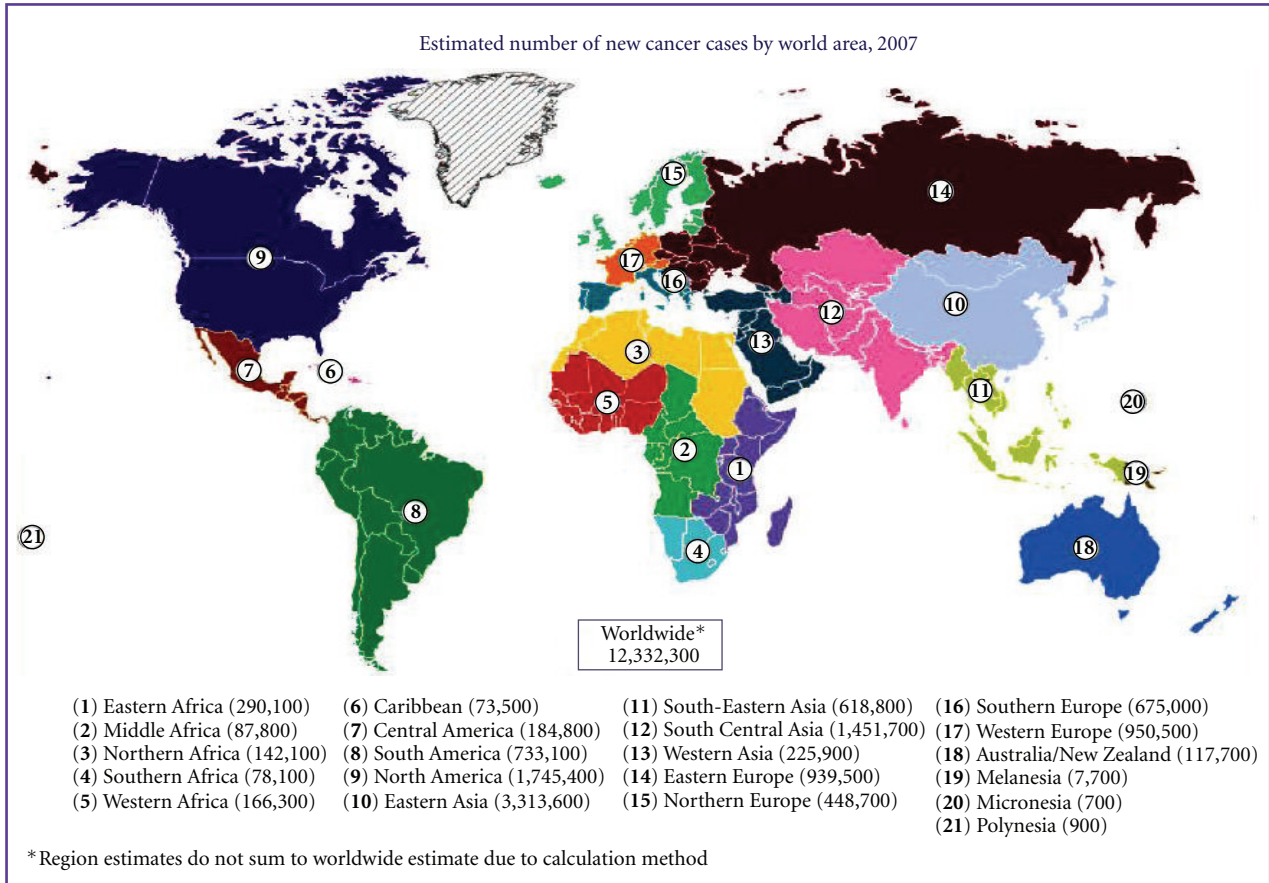 Estimated number of new cancer cases by world area, 2007
15
14
9
17
16
10
12
13
3
7
6
11
5
20
2
1
19
8
21
18
4
Worldwide*
12,332,300
(1) Eastern Africa (290,100)
(2) Middle Africa (87,800)
(3) Northern Africa (142,100)
(4) Southern Africa (78,100)
(5) Western Africa (166,300)
(6) Caribbean (73,500)
(7) Central America (184,800)
(8) South America (733,100)
(9) North America (1,745,400)
(10) Eastern Asia (3,313,600)
(11) South-Eastern Asia (618,800)
(12) South Central Asia (1,451,700)
(13) Western Asia (225,900)
(14) Eastern Europe (939,500)
(15) Northern Europe (448,700)
(16) Southern Europe (675,000)
(17) Western Europe (950,500)
(18) Australia/New Zealand (117,700)
(19) Melanesia (7,700)
(20) Micronesia (700)
(21) Polynesia (900)
*Region estimates do not sum to worldwide estimate due to calculation method